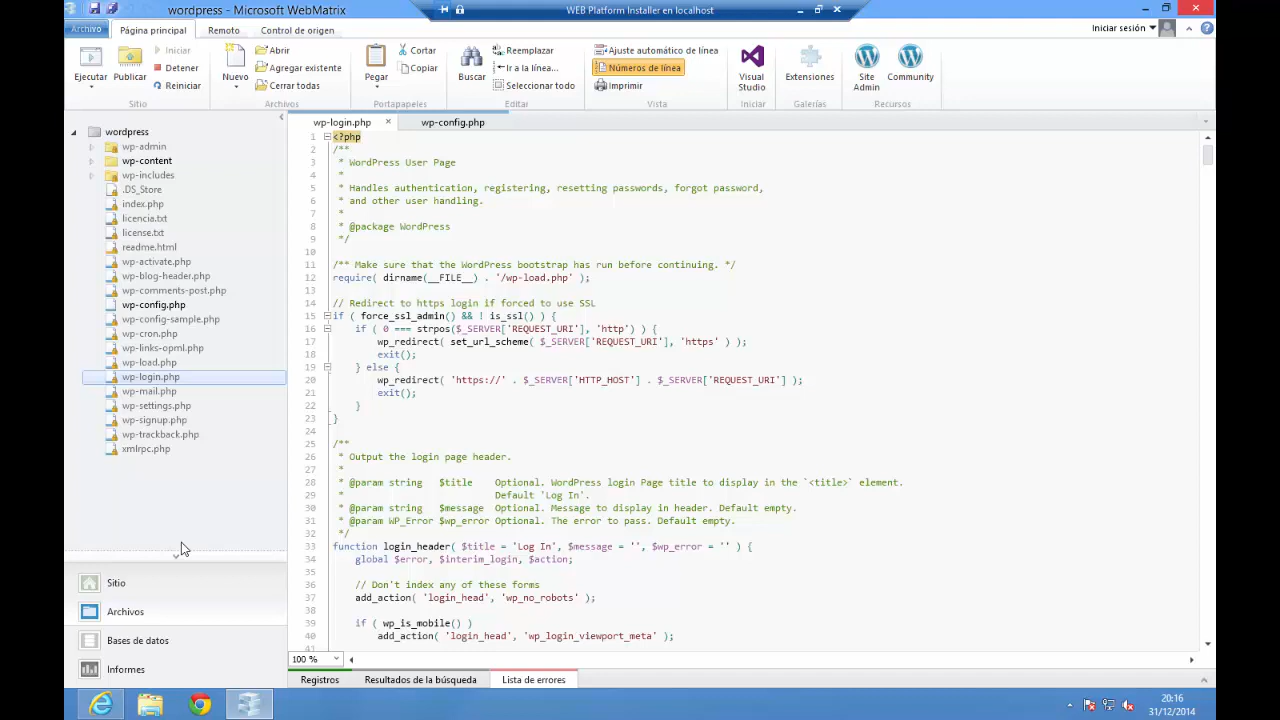 wordpress - Microsoft WebMatrix
WEB Platform Installer en localhost
Archivo
Página principal
Remoto
Control de origen
Iniciar sesión
Ejecutar
Publicar
Iniciar
Detener
Reiniciar
Sitio
Nuevo
Abrir
Agregar existente
Cerrar todas
Archivos
Pegar
Cortar
Copiar
Portapapeles
Buscar
Reemplazar
Ir a la línea...
Seleccionar todo
Editar
Ajuste automático de línea
Números de línea
Imprimir
Vista
Visual
Studio
Iniciar
Extensiones
Galerías
Site
Admin
Community
Recursos
wordpress
wp-admin
wp-content
wp-includes
.DS_Store
index.php
licencia.txt
license.txt
readme.html
wp-activate.php
wp-blog-header.php
wp-comments-post.php
wp-config.php
wp-config-sample.php
wp-cron.php
wp-links-opml.php
wp-load.php
wp-login.php
wp-mail.php
wp-settings.php
wp-signup.php
wp-trackback.php
xmlrpc.php
Sitio
Archivos
Bases de datos
Informes
wp-login.php
wp-config.php
1 <?php
2 /**
3 * WordPress User Page
4 *
5 * Handles authentication, registering, resetting passwords, forgot password,
6 * and other user handling.
7 *
8 * @package WordPress
9 */
10
11 /** Make sure that the WordPress bootstrap has run before continuing. */
12 require( dirname(__FILE__) . '/wp-load.php' );
13
14 // Redirect to https login if forced to use SSL
15 if ( force_ssl_admin() && ! is_ssl() ) {
16 if ( 0 === strpos($_SERVER['REQUEST_URI'], 'http') ) {
17 wp_redirect( set_url_scheme( $_SERVER['REQUEST_URI'], 'https' ) );
18 exit();
19 } else {
20 wp_redirect( 'https://' . $_SERVER['HTTP_HOST'] . $_SERVER['REQUEST_URI'] );
21 exit();
22 }
23 }
24
25 /**
26 * Output the login page header.
27 *
28 * @param string $title Optional. WordPress login Page title to display in the `<title>` element.
29 * Default 'Log In'.
30 * @param string $message Optional. Message to display in header. Default empty.
31 * @param WP_Error $wp_error Optional. The error to pass. Default empty.
32 */
33 function login_header( $title = 'Log In', $message = '', $wp_error = '' ) {
34 global $error, $interim_login, $action;
35
36 // Don't index any of these forms
37 add_action( 'login_head', 'wp_no_robots' );
38
39 if ( wp_is_mobile() )
40 add_action( 'login_head', 'wp_login_viewport_meta' );
100 %
Registros
Resultados de la búsqueda
Lista de errores
20:16
31/12/2014